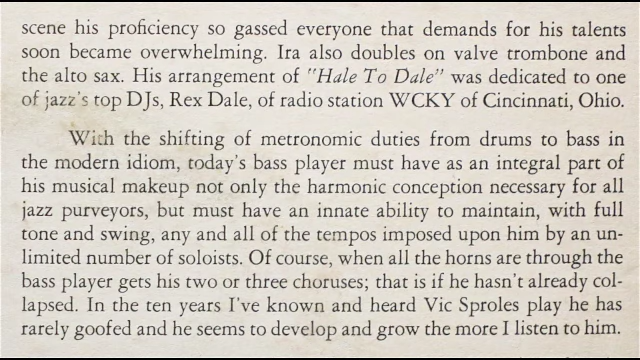 scene his proficiency so gassed everyone that demands for his talents
soon became overwhelming. Ira also doubles on valve trombone and
the alto sax. His arrangement of "Hale To Dale" was dedicated to one
of jazz's top DJs, Rex Dale, of radio station WCKY of Cincinnati, Ohio.
With the shifting of metronomic duties from drums to bass in
the modern idiom, today's bass player must have as an integral part of
his musical makeup not only the harmonic conception necessary for all
jazz purveyors, but must have an innate ability to maintain, with full
tone and swing, any and all of the tempos imposed upon him by an un-
limited number of soloists. Of course, when all the horns are through the
bass player gets his two or three choruses; that is if he hasn't already col-
lapsed. In the ten years I've known and heard Vic Sproles play he has
rarely goofed and he seems to develop and grow the more I listen to him.